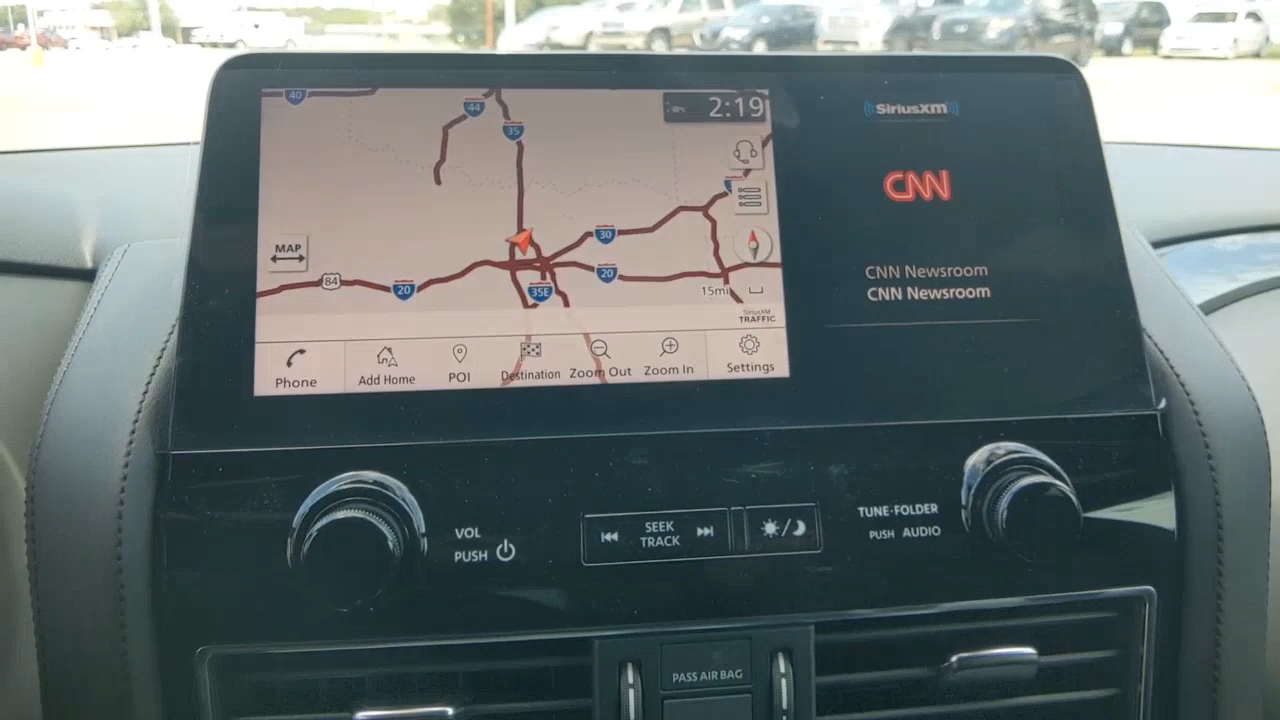 40
44
35
2:19
SiriusXM
CNN
MAP
30
84
20
20
35E
15mi
CNN Newsroom
CNN Newsroom
SiriusXM
TRAFFIC
Phone
Add Home
POI
Destination
Zoom Out
Zoom In
Settings
VOL
PUSH
SEEK
TRACK
TUNE·FOLDER
PUSH AUDIO
PASS AIR BAG